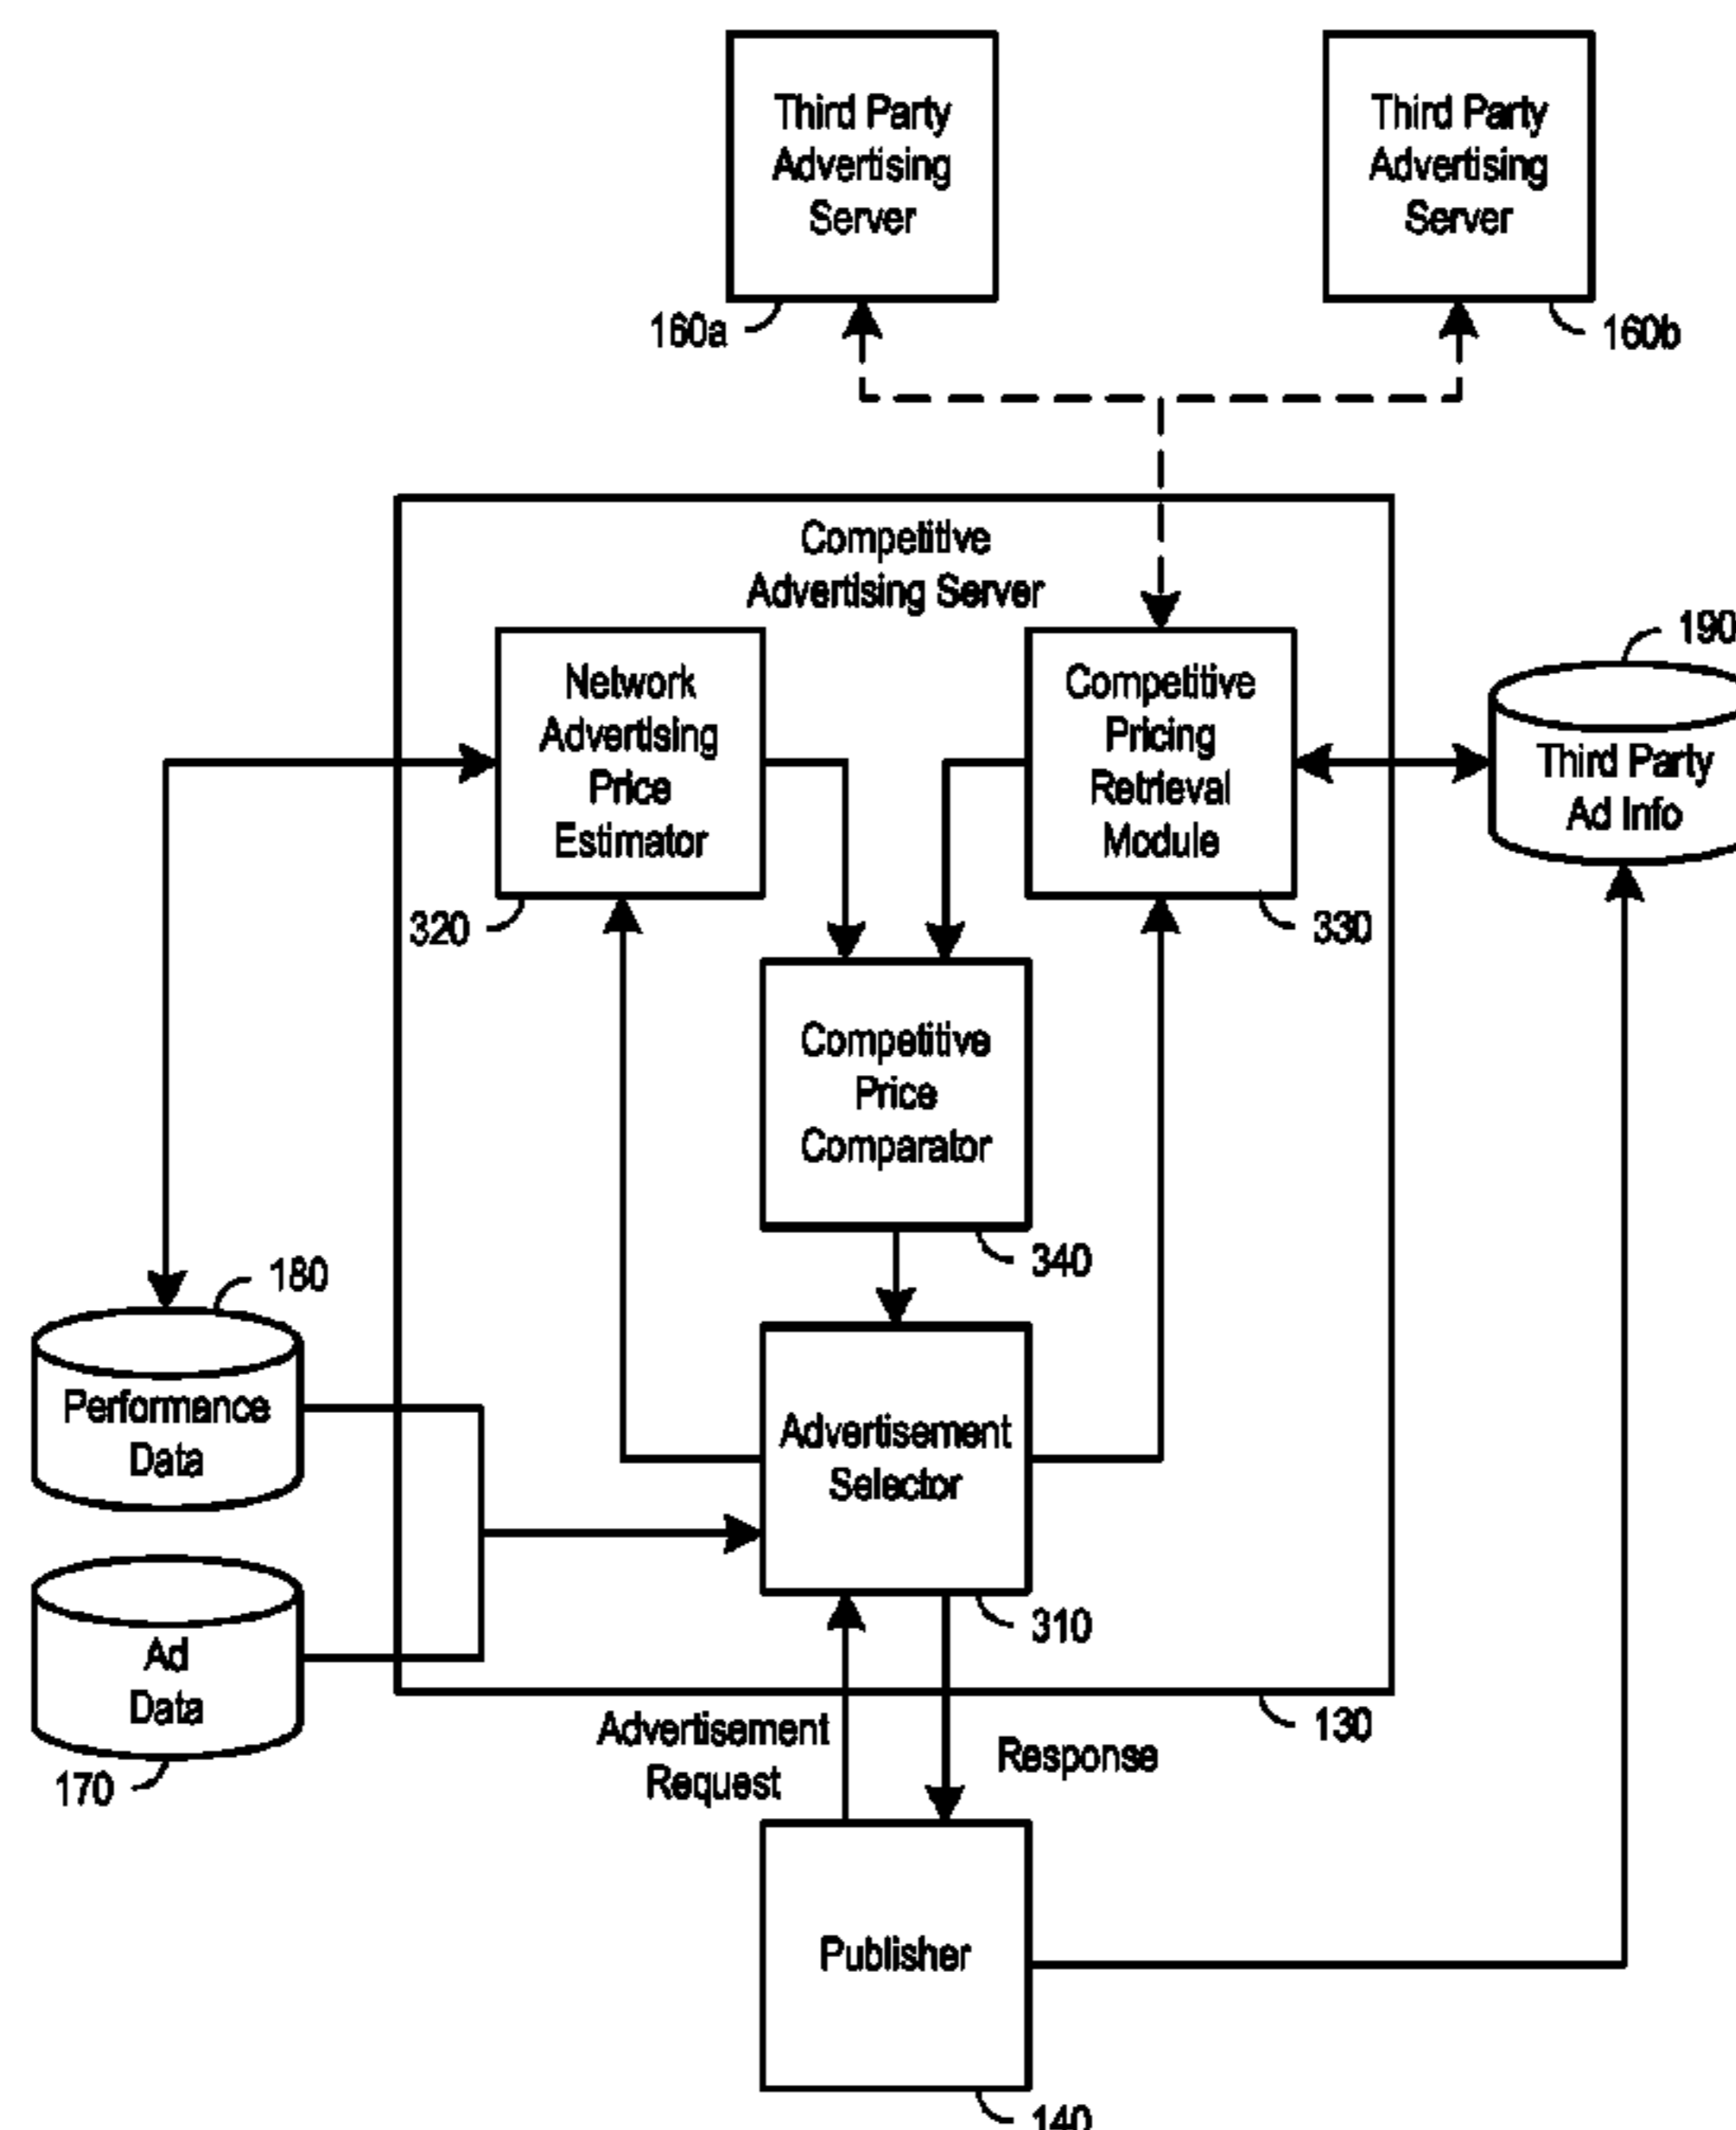 Third Party
Advertising
Server
160a
Third Party
Advertising
Server
160b
Competitive
Advertising Server
Network
Advertising
Price
Estimator
320
Competitive
Pricing
Retrieval
Module
330
190
Third Party
Ad Info
Competitive
Price
Comparator
340
180
Performance
Data
Advertisement
Selector
310
Ad
Data
170
130
Advertisement
Request
Response
Publisher
140